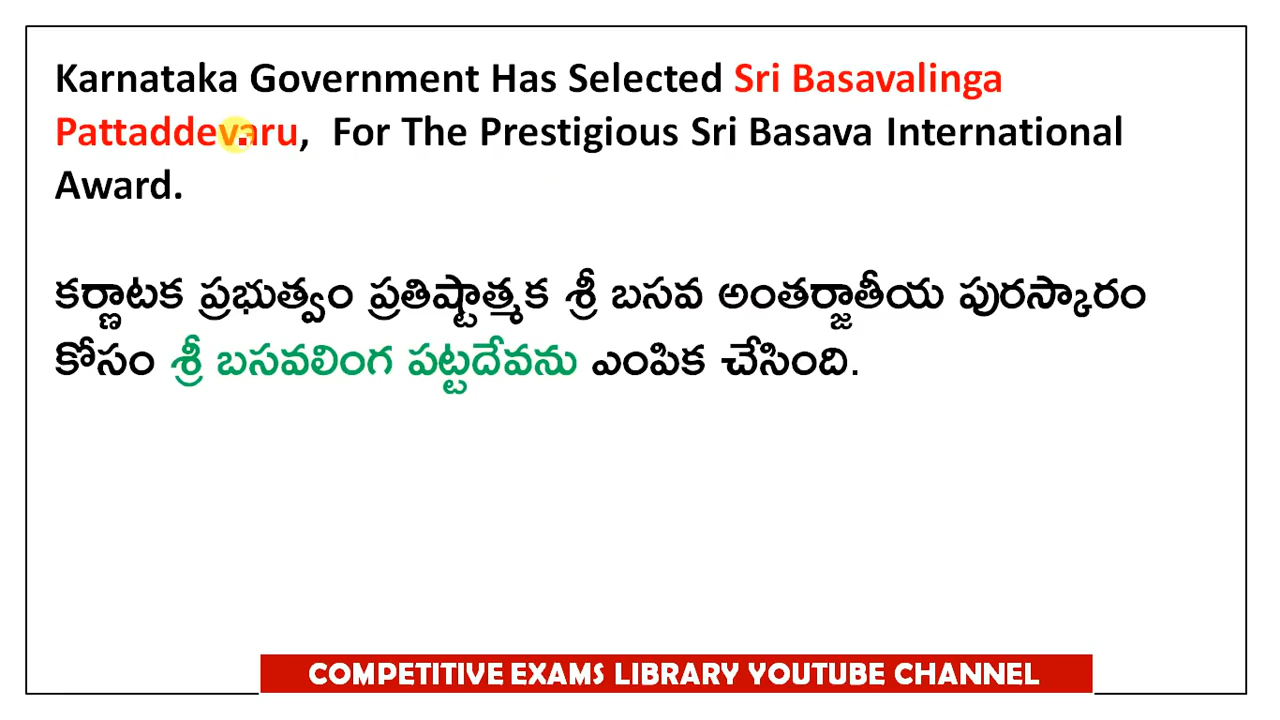 Karnataka Government Has Selected Sri Basavalinga
Pattaddevaru, For The Prestigious Sri Basava International
Award.
కర్ణాటక ప్రభుత్వం ప్రతిష్టాత్మక శ్రీ బసవ అంతర్జాతీయ పురస్కారం
కోసం శ్రీ బసవలింగ పట్టదేవను ఎంపిక చేసింది.
COMPETITIVE EXAMS LIBRARY YOUTUBE CHANNEL